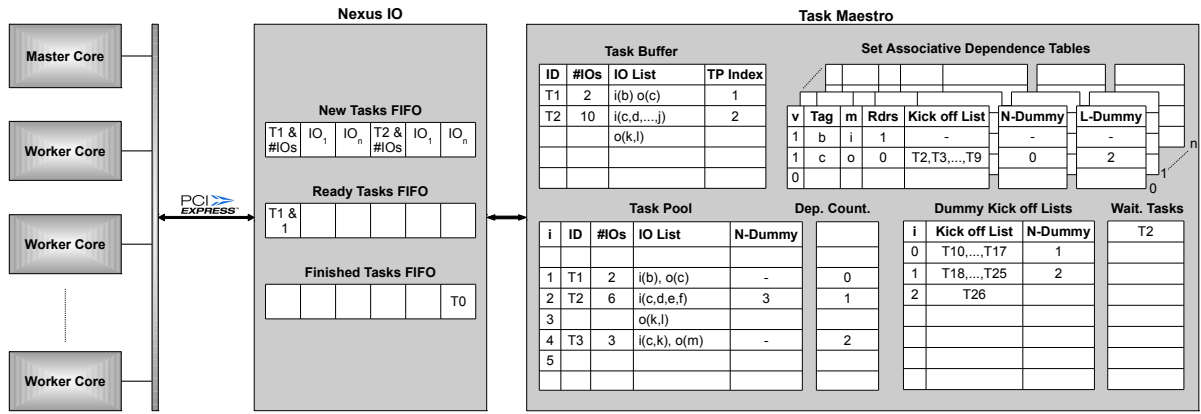 Nexus IO
Task Maestro
Master Core
Worker Core
Worker Core
Worker Core
PCI
EXPRESS
New Tasks FIFO
T1 & #IOs IO1 IOn T2 & #IOs IO1 IOn
Ready Tasks FIFO
T1 & 1
Finished Tasks FIFO
T0
Task Buffer
ID #IOs IO List TP Index
T1 2 i(b) o(c) 1
T2 10 i(c,d,...,j) 2
o(k,l)
Set Associative Dependence Tables
v Tag m Rdrs Kick off List N-Dummy L-Dummy
1 b i 1 - - -
1 c o 0 T2,T3,...,T9 0 2
0
0 1 n
Task Pool
i ID #IOs IO List N-Dummy
1 T1 2 i(b), o(c) -
2 T2 6 i(c,d,e,f) 3
3 o(k,l)
4 T3 3 i(c,k), o(m) -
5
Dep. Count.
0
1
2
Dummy Kick off Lists
i Kick off List N-Dummy
0 T10,...,T17 1
1 T18,...,T25 2
2 T26
Wait. Tasks
T2